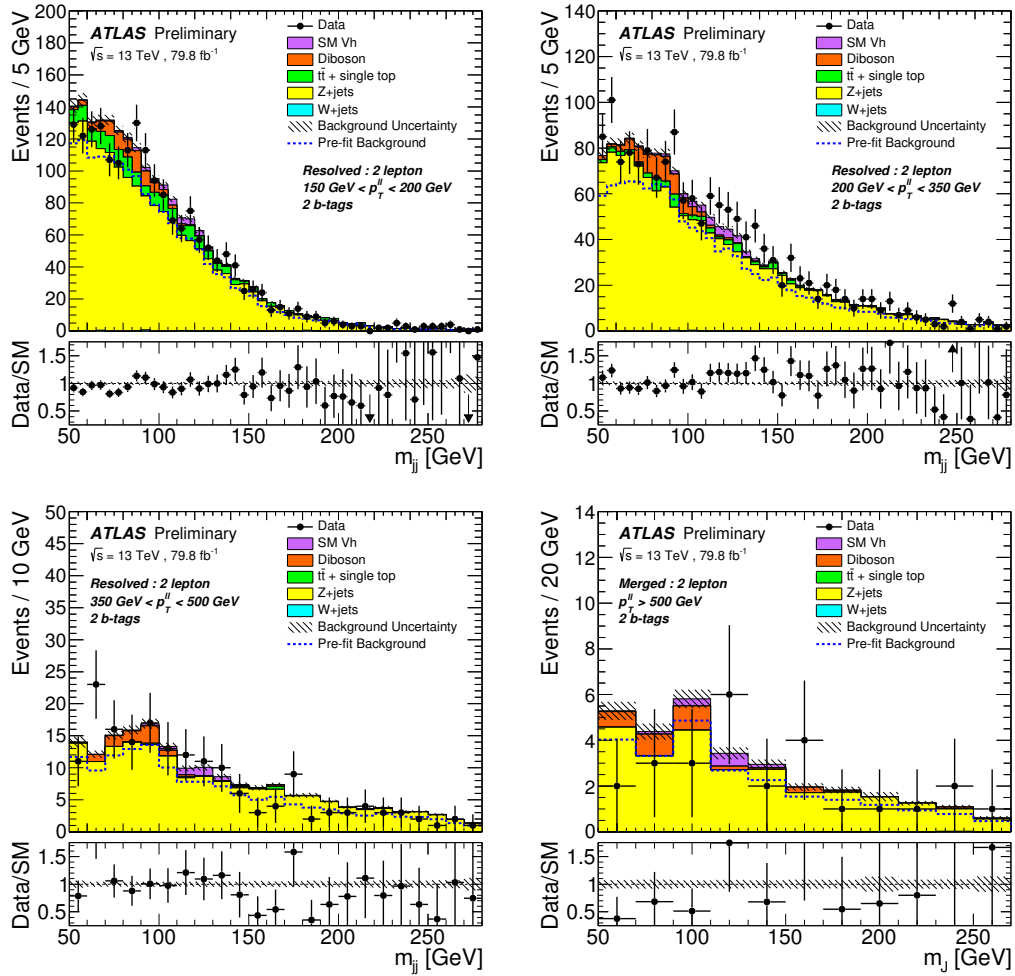 Events / 5 GeV
200
180
160
140
120
100
80
60
40
20
0
ATLAS Preliminary
√s = 13 TeV , 79.8 fb⁻¹
Data
SM Vh
Diboson
tt̄ + single top
Z+jets
W+jets
Background Uncertainty
Pre-fit Background
Resolved : 2 lepton
150 GeV < p_T^ll < 200 GeV
2 b-tags
Data/SM
1.5
1
0.5
50 100 150 200 250
m_jj [GeV]
Events / 5 GeV
140
120
100
80
60
40
20
0
ATLAS Preliminary
√s = 13 TeV , 79.8 fb⁻¹
Data
SM Vh
Diboson
tt̄ + single top
Z+jets
W+jets
Background Uncertainty
Pre-fit Background
Resolved : 2 lepton
200 GeV < p_T^ll < 350 GeV
2 b-tags
Data/SM
1.5
1
0.5
50 100 150 200 250
m_jj [GeV]
Events / 10 GeV
50
45
40
35
30
25
20
15
10
5
0
ATLAS Preliminary
√s = 13 TeV , 79.8 fb⁻¹
Resolved : 2 lepton
350 GeV < p_T^ll < 500 GeV
2 b-tags
Data
SM Vh
Diboson
tt̄ + single top
Z+jets
W+jets
Background Uncertainty
Pre-fit Background
Data/SM
1.5
1
0.5
50 100 150 200 250
m_jj [GeV]
Events / 20 GeV
14
12
10
8
6
4
2
0
ATLAS Preliminary
√s = 13 TeV , 79.8 fb⁻¹
Merged : 2 lepton
p_T^ll > 500 GeV
2 b-tags
Data
SM Vh
Diboson
tt̄ + single top
Z+jets
W+jets
Background Uncertainty
Pre-fit Background
Data/SM
1.5
1
0.5
50 100 150 200 250
m_J [GeV]